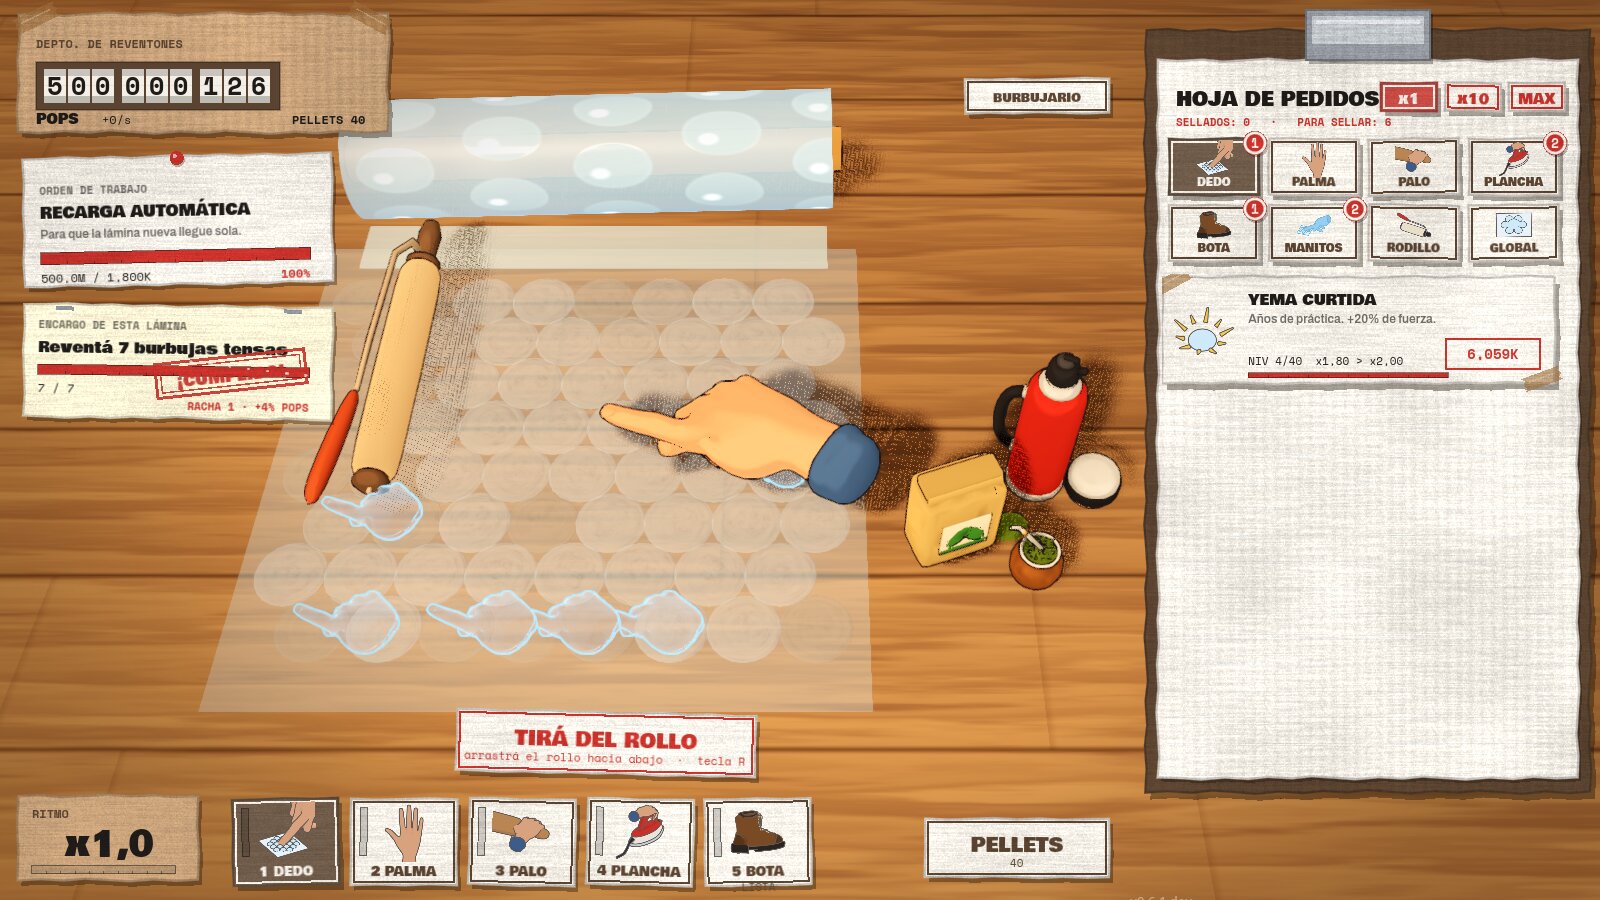 DEPTO. DE REVENTONES
500 000 126
POPS +0/s PELLETS 40
ORDEN DE TRABAJO
RECARGA AUTOMÁTICA
Para que la lámina nueva llegue sola.
500.0M / 1.800K 100%
ENCARGO DE ESTA LÁMINA
Reventá 7 burbujas tensas
7 / 7
RACHA 1 · +4% POPS
BURBUJARIO
HOJA DE PEDIDOS x1 x10 MAX
SELLADOS: 0 · PARA SELLAR: 6
DEDO 1
PALMA
PALO
PLANCHA 2
BOTA 1
MANITOS 2
RODILLO
GLOBAL
YEMA CURTIDA
Años de práctica. +20% de fuerza.
NIV 4/40 x1,80 > x2,00
6.059K
TIRÁ DEL ROLLO
arrastrá el rollo hacia abajo · tecla R
RITMO
x1,0
1 DEDO
2 PALMA
3 PALO
4 PLANCHA
5 BOTA
LISTA
PELLETS
40